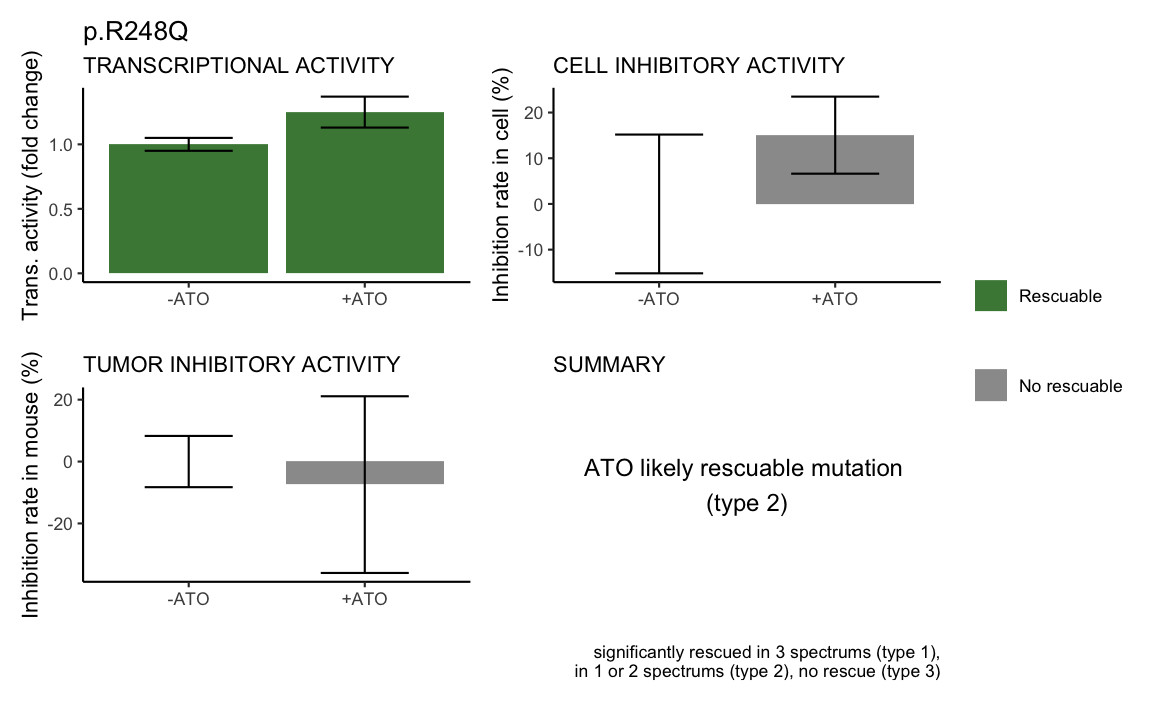 p.R248Q
TRANSCRIPTIONAL ACTIVITY
Trans. activity (fold change)
1.0
0.5
0.0
-ATO
+ATO
CELL INHIBITORY ACTIVITY
Inhibition rate in cell (%)
20
10
0
-10
-ATO
+ATO
Rescuable
No rescuable
TUMOR INHIBITORY ACTIVITY
Inhibition rate in mouse (%)
20
0
-20
-ATO
+ATO
SUMMARY
ATO likely rescuable mutation
(type 2)
significantly rescued in 3 spectrums (type 1),
in 1 or 2 spectrums (type 2), no rescue (type 3)